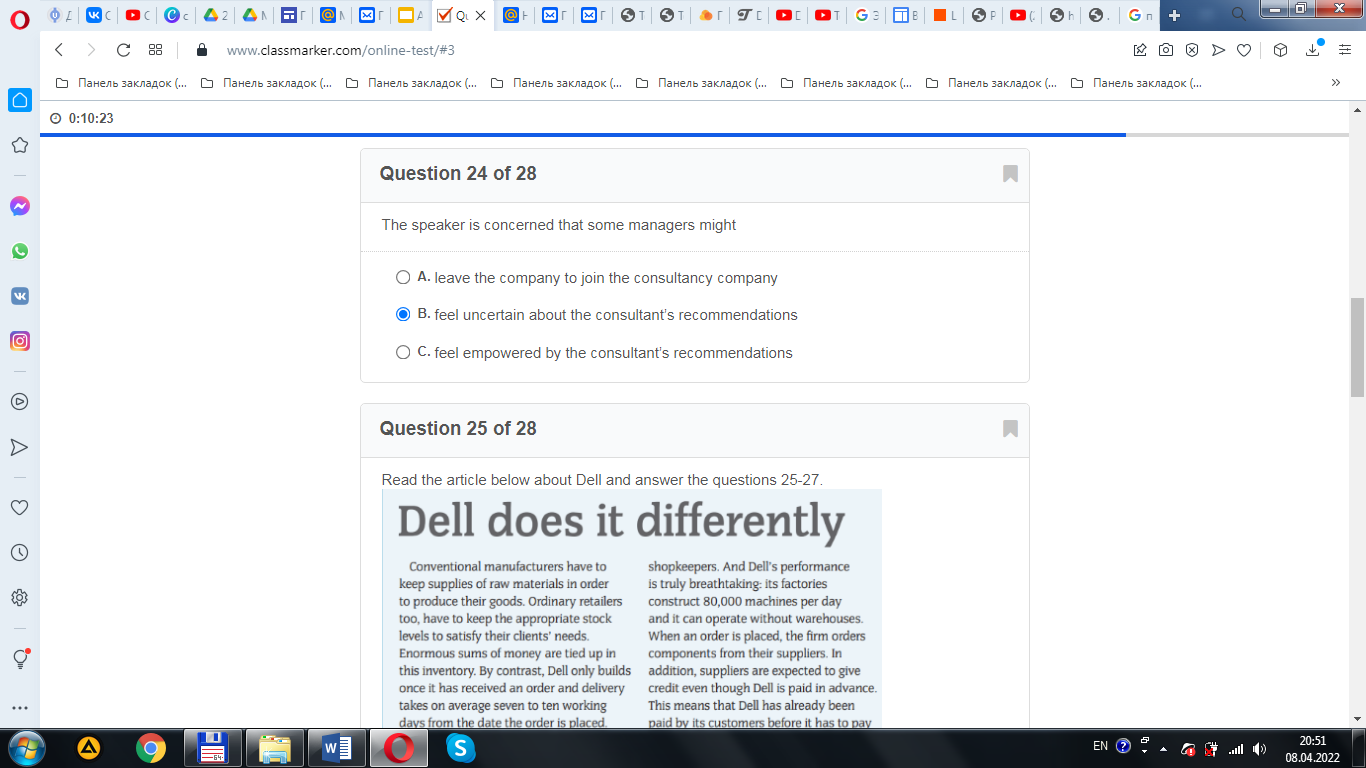 www.classmarker.com/online-test/#3
Панель закладок (... Панель закладок (... Панель закладок (... Панель закладок (... Панель закладок (... Панель закладок (... Панель закладок (... Панель закладок (...
0:10:23
Question 24 of 28
The speaker is concerned that some managers might
A. leave the company to join the consultancy company
B. feel uncertain about the consultant's recommendations
C. feel empowered by the consultant's recommendations
Question 25 of 28
Read the article below about Dell and answer the questions 25-27.
Dell does it differently
Conventional manufacturers have to
keep supplies of raw materials in order
to produce their goods. Ordinary retailers
too, have to keep the appropriate stock
levels to satisfy their clients' needs.
Enormous sums of money are tied up in
this inventory. By contrast, Dell only builds
once it has received an order and delivery
takes on average seven to ten working
days from the date the order is placed.
shopkeepers. And Dell's performance
is truly breathtaking: its factories
construct 80,000 machines per day
and it can operate without warehouses.
When an order is placed, the firm orders
components from their suppliers. In
addition, suppliers are expected to give
credit even though Dell is paid in advance.
This means that Dell has already been
paid by its customers before it has to pay
EN
20:51
08.04.2022